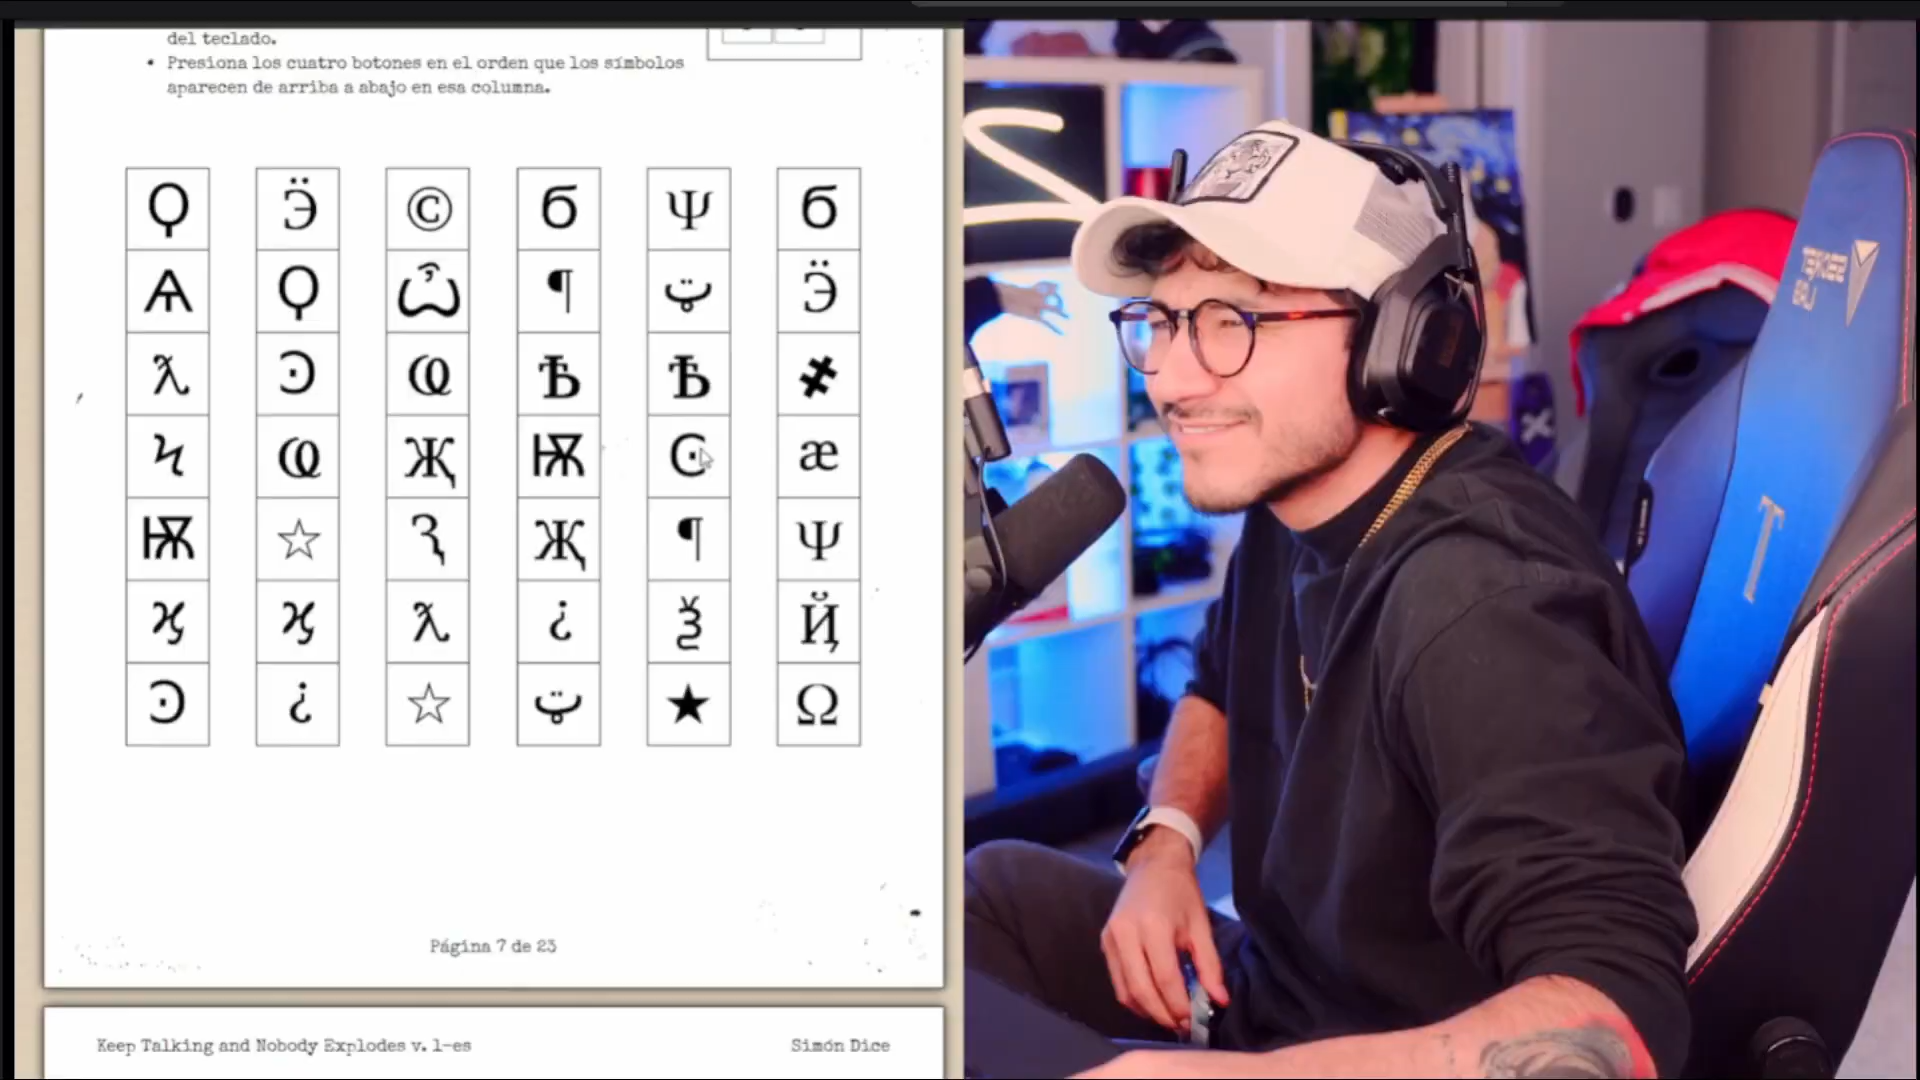 del teclado.
• Presiona los cuatro botones en el orden que los símbolos
aparecen de arriba a abajo en esa columna.
Ϙ Ӭ © б Ψ б
Ѧ Ϙ Ѽ ¶ ټ Ӭ
ƛ Ͽ Ҩ Ѣ Ѣ ҂
Ϟ Ҩ Җ Ѭ Ͼ æ
Ѭ ☆ Ԇ Җ ¶ Ψ
ϗ ϗ ƛ ¿ Ѯ Ҋ
Ͽ ¿ ☆ ټ ★ Ω
Página 7 de 23
Keep Talking and Nobody Explodes v. 1-es
Simón Dice